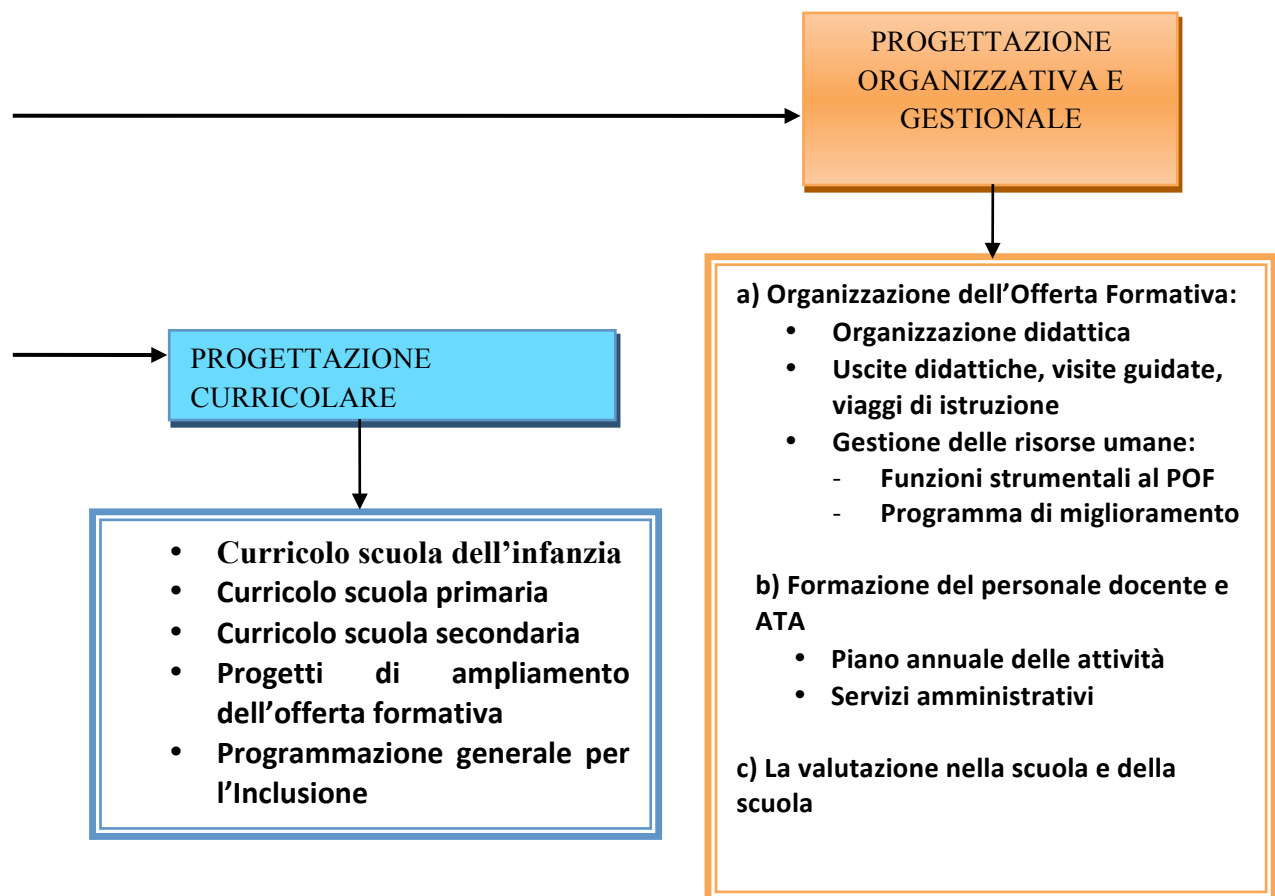 PROGETTAZIONE
ORGANIZZATIVA E
GESTIONALE
PROGETTAZIONE
CURRICOLARE
• Curricolo scuola dell’infanzia
• Curricolo scuola primaria
• Curricolo scuola secondaria
• Progetti di ampliamento
dell’offerta formativa
• Programmazione generale per
l’Inclusione
a) Organizzazione dell’Offerta Formativa:
• Organizzazione didattica
• Uscite didattiche, visite guidate,
viaggi di istruzione
• Gestione delle risorse umane:
- Funzioni strumentali al POF
- Programma di miglioramento
b) Formazione del personale docente e
ATA
• Piano annuale delle attività
• Servizi amministrativi
c) La valutazione nella scuola e della
scuola